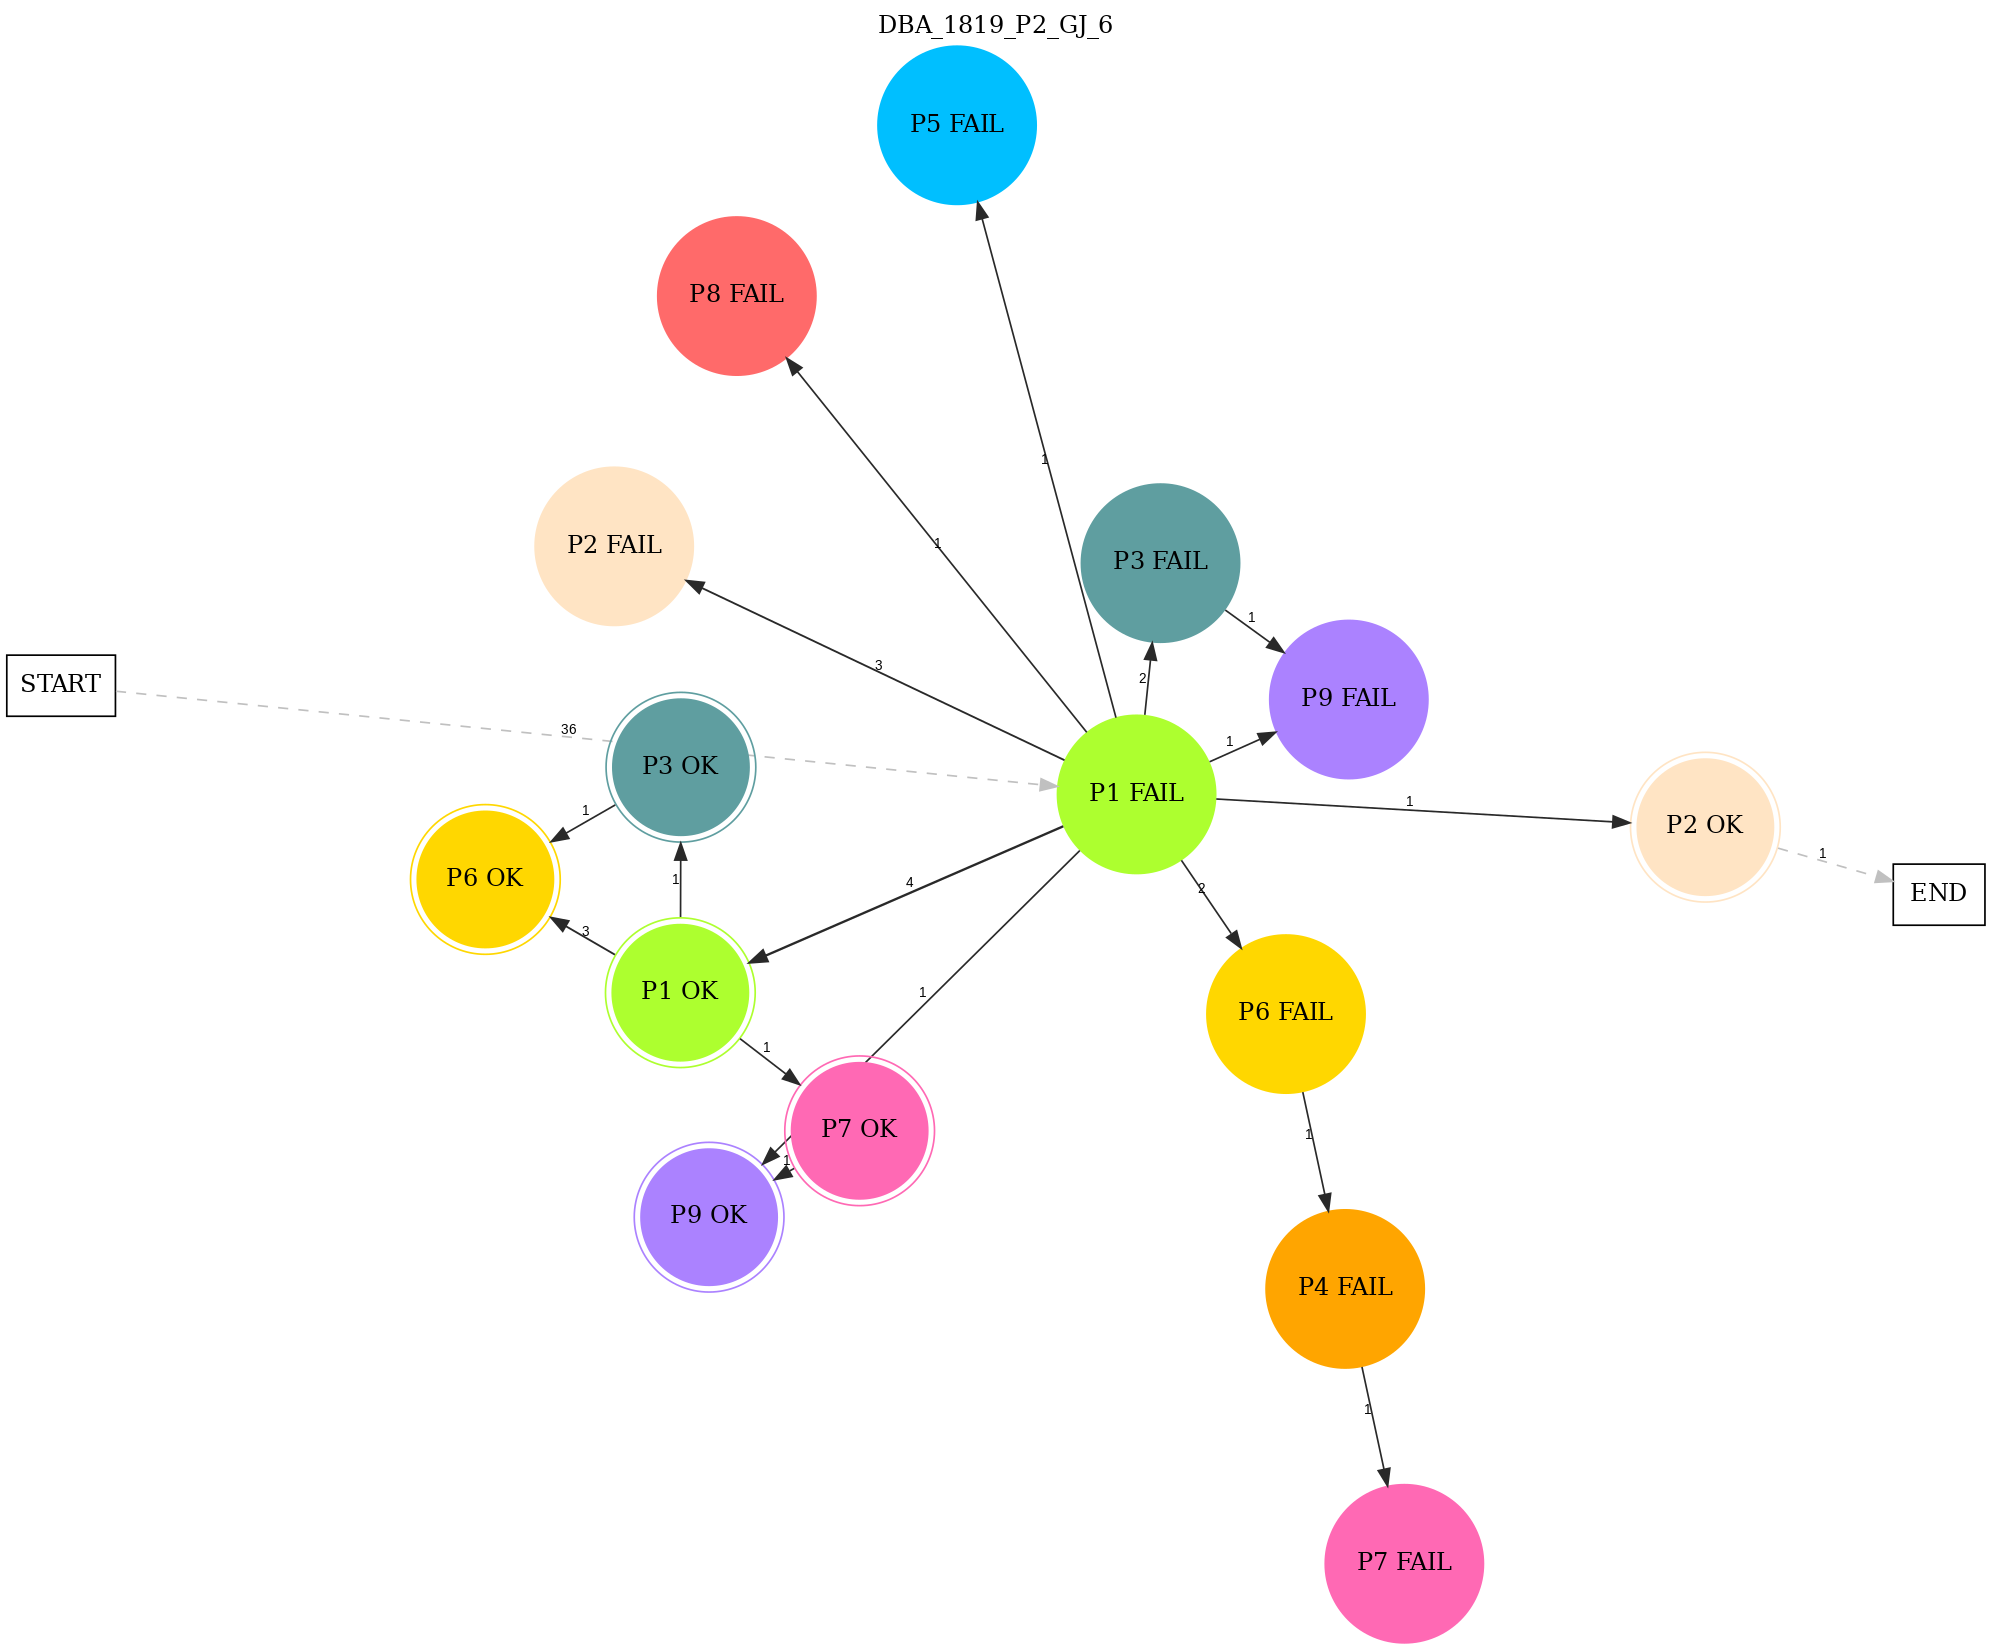 DBA_1819_P2_GJ_6
P5 FAIL
P8 FAIL
1
1
P2 FAIL
P3 FAIL
1
3
2
START
36
P9 FAIL
1
P3 OK
P1 FAIL
1
1
P2 OK
1
P6 OK
1
4
2
END
3
P1 OK
1
P6 FAIL
1
P7 OK
1
1
P9 OK
P4 FAIL
1
P7 FAIL